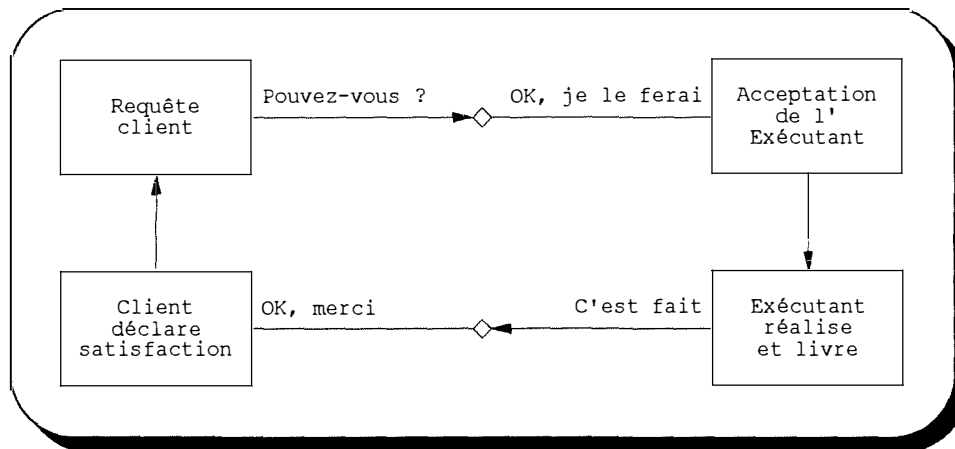 Requête
client
Pouvez-vous ?
OK, je le ferai
Acceptation
de l'
Exécutant
Client
déclare
satisfaction
OK, merci
C'est fait
Exécutant
réalise
et livre